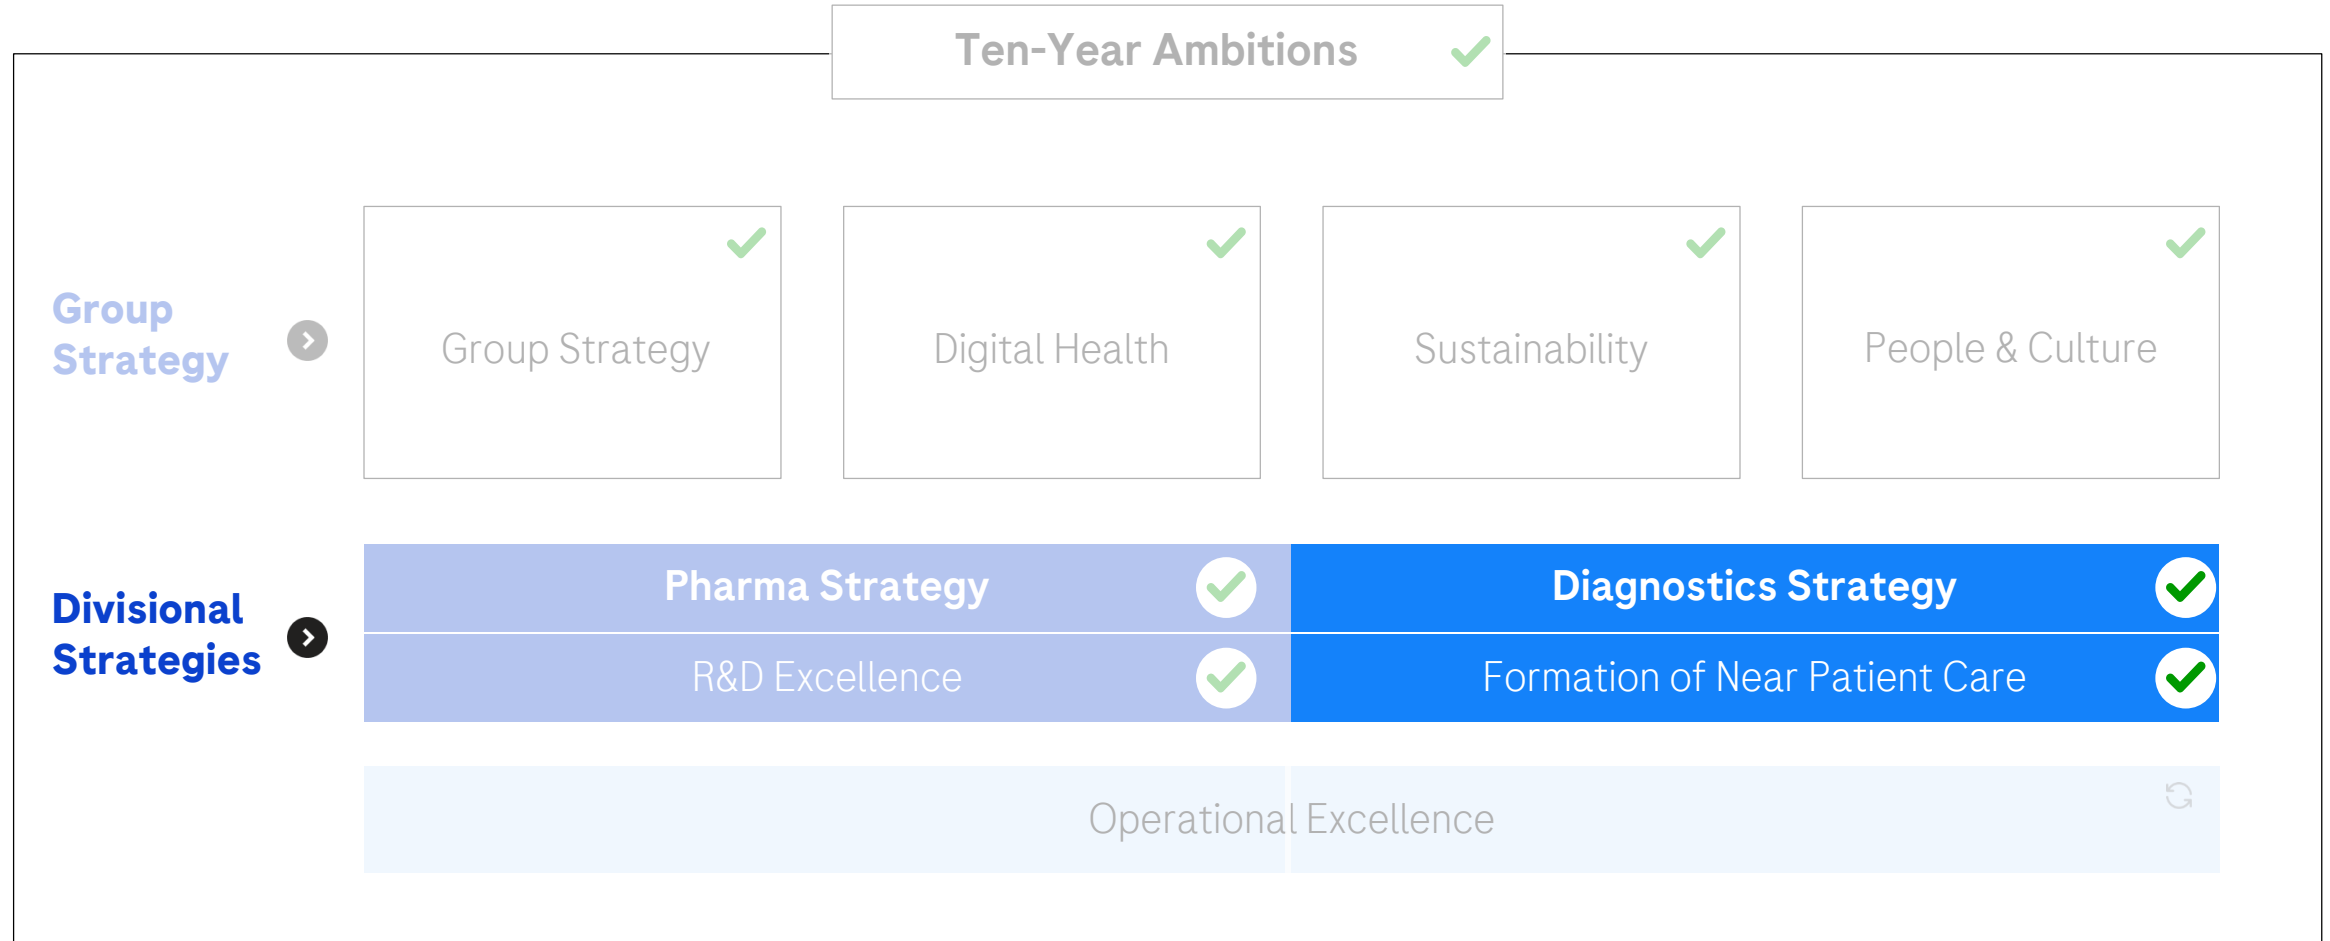 Ten-Year Ambitions
Group
Strategy
Group Strategy
Digital Health
Sustainability
People & Culture
Divisional
Strategies
Pharma Strategy
Diagnostics Strategy
R&D Excellence
Formation of Near Patient Care
Operational Excellence